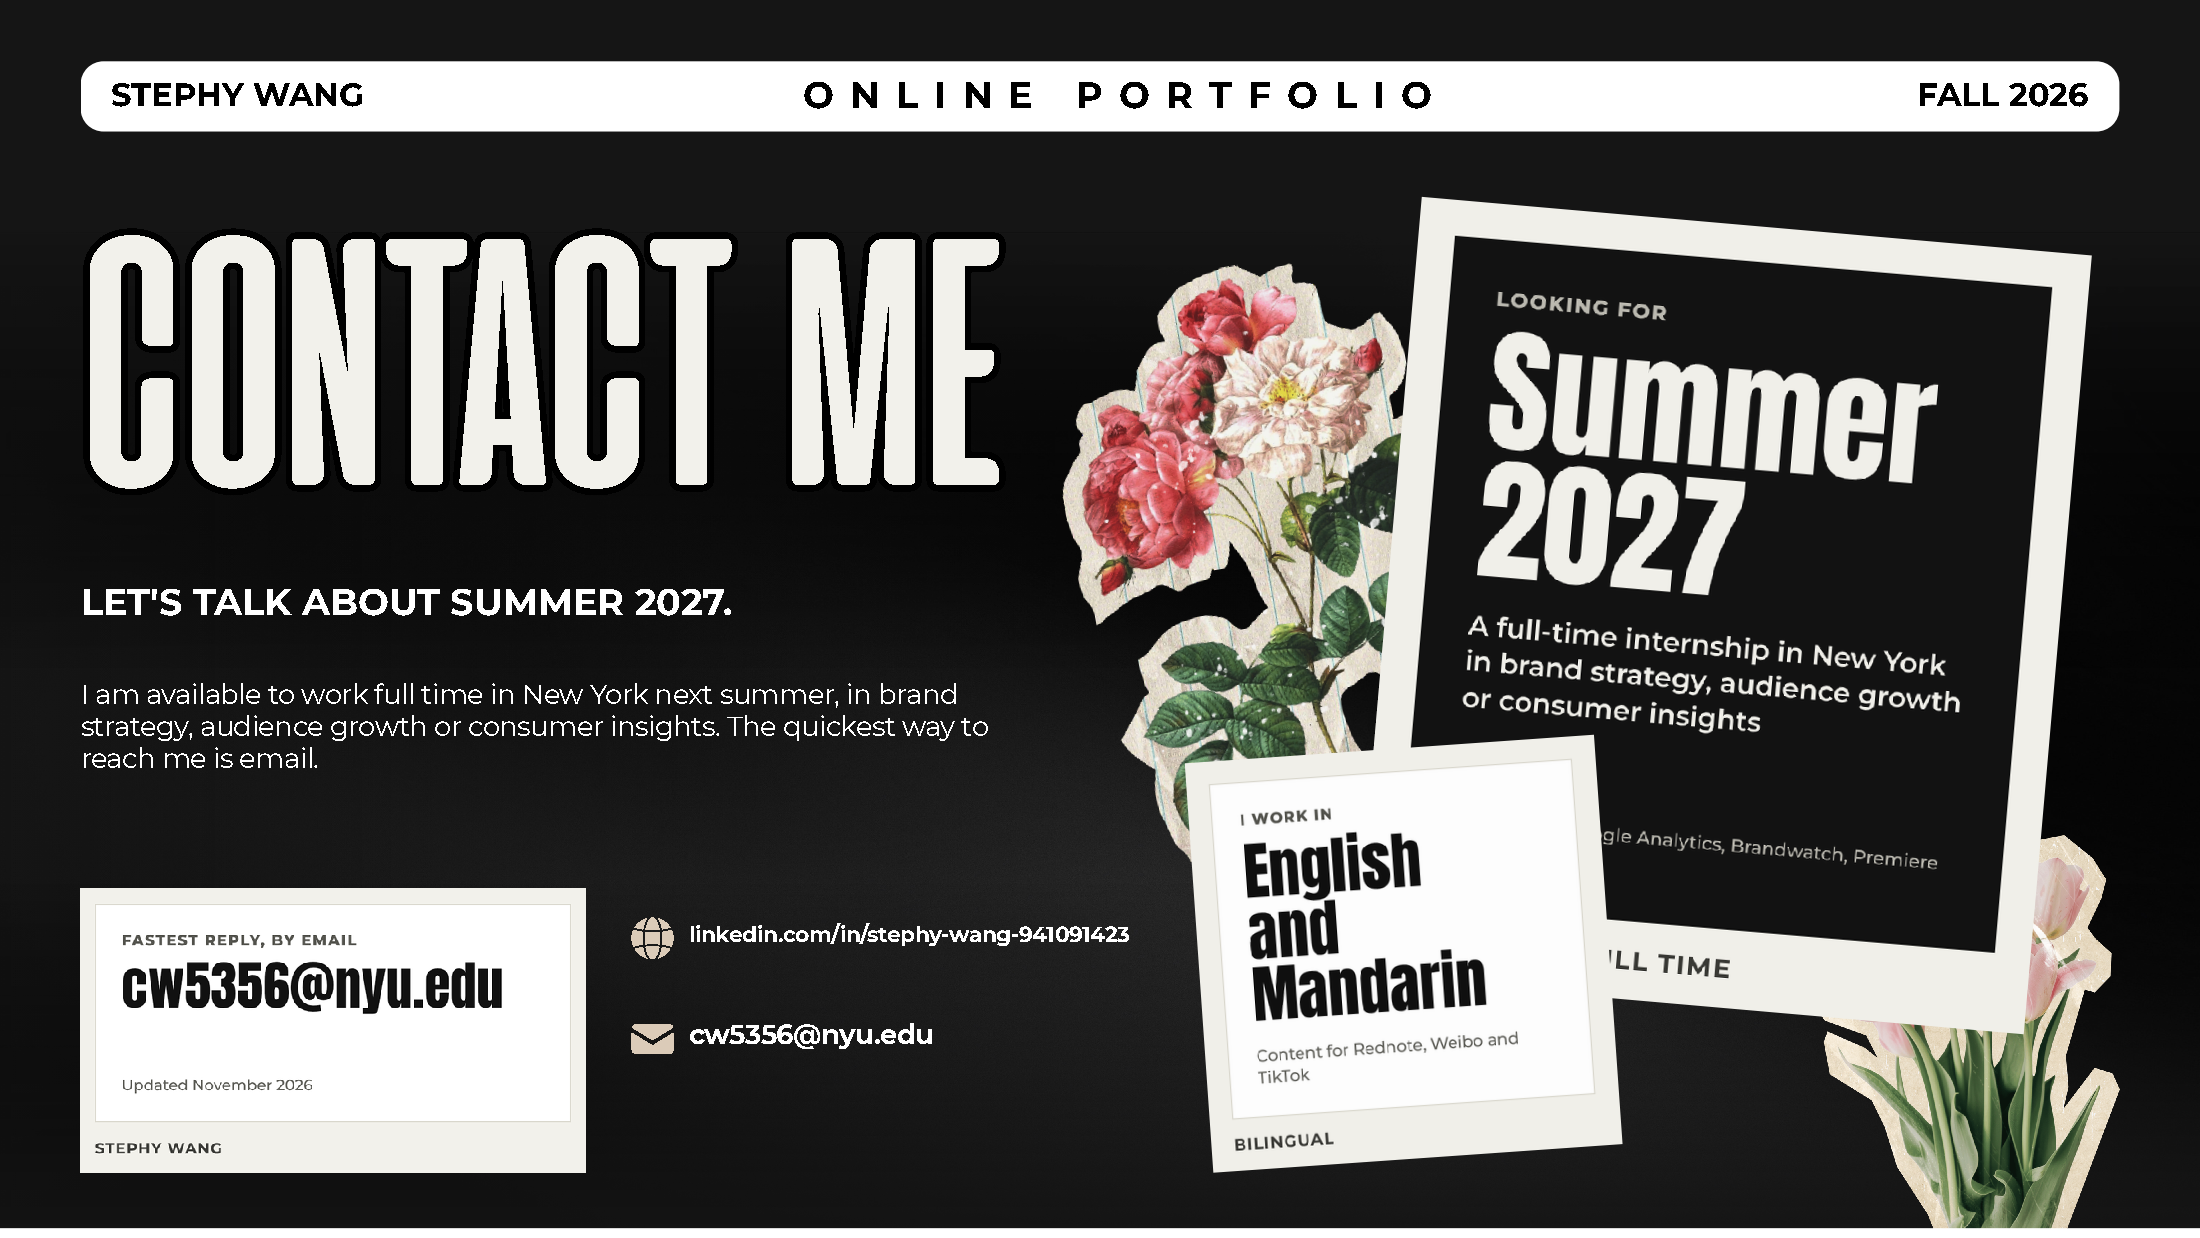 STEPHY WANG
ONLINE PORTFOLIO
FALL 2026
CONTACT ME
LET'S TALK ABOUT SUMMER 2027.
I am available to work full time in New York next summer, in brand
strategy, audience growth or consumer insights. The quickest way to
reach me is email.
FASTEST REPLY, BY EMAIL
cw5356@nyu.edu
Updated November 2026
STEPHY WANG
linkedin.com/in/stephy-wang-941091423
cw5356@nyu.edu
LOOKING FOR
Summer
2027
A full-time internship in New York
in brand strategy, audience growth
or consumer insights
Analytics, Brandwatch, Premiere
TIME
I WORK IN
English
and
Mandarin
Content for Rednote, Weibo and
TikTok
BILINGUAL